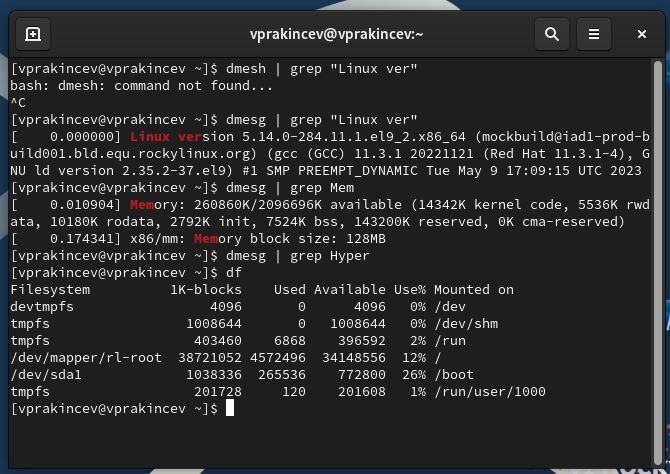 vprakincev@vprakincev:~
[vprakincev@vprakincev ~]$ dmesh | grep "Linux ver"
bash: dmesh: command not found...
^C
[vprakincev@vprakincev ~]$ dmesg | grep "Linux ver"
[    0.000000] Linux version 5.14.0-284.11.1.el9_2.x86_64 (mockbuild@iad1-prod-b
uild001.bld.equ.rockylinux.org) (gcc (GCC) 11.3.1 20221121 (Red Hat 11.3.1-4), G
NU ld version 2.35.2-37.el9) #1 SMP PREEMPT_DYNAMIC Tue May 9 17:09:15 UTC 2023
[vprakincev@vprakincev ~]$ dmesg | grep Mem
[    0.010904] Memory: 260860K/2096696K available (14342K kernel code, 5536K rwd
ata, 10180K rodata, 2792K init, 7524K bss, 143200K reserved, 0K cma-reserved)
[    0.174341] x86/mm: Memory block size: 128MB
[vprakincev@vprakincev ~]$ dmesg | grep Hyper
[vprakincev@vprakincev ~]$ df
Filesystem          1K-blocks    Used Available Use% Mounted on
devtmpfs                 4096       0      4096   0% /dev
tmpfs                 1008644       0   1008644   0% /dev/shm
tmpfs                  403460    6868    396592   2% /run
/dev/mapper/rl-root  38721052 4572496  34148556  12% /
/dev/sda1             1038336  265536    772800  26% /boot
tmpfs                  201728     120    201608   1% /run/user/1000
[vprakincev@vprakincev ~]$